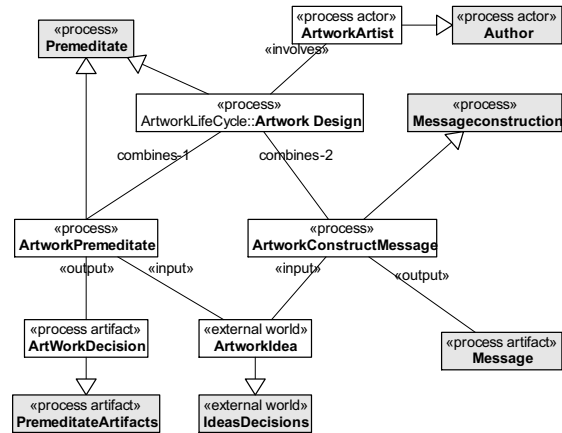 «process actor»
ArtworkArtist
«process actor»
Author
«process»
Premeditate
«involves»
«process»
ArtworkLifeCycle::Artwork Design
«process»
Messageconstruction
combines-1
combines-2
«process»
ArtworkPremeditate
«process»
ArtworkConstructMessage
«output»
«input»
«input»
«output»
«process artifact»
ArtWorkDecision
«external world»
ArtworkIdea
«process artifact»
Message
«process artifact»
PremeditateArtifacts
«external world»
IdeasDecisions